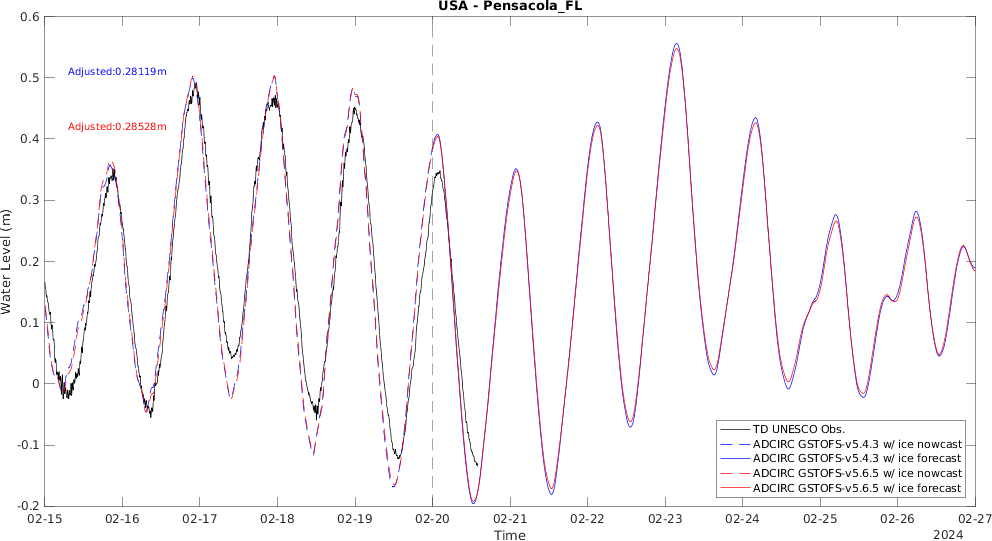 USA - Pensacola_FL
0.6
0.5
0.4
0.3
0.2
0.1
0
-0.1
-0.2
Water Level (m)
Adjusted:0.28119m
Adjusted:0.28528m
TD UNESCO Obs.
ADCIRC GSTOFS-v5.4.3 w/ ice nowcast
ADCIRC GSTOFS-v5.4.3 w/ ice forecast
ADCIRC GSTOFS-v5.6.5 w/ ice nowcast
ADCIRC GSTOFS-v5.6.5 w/ ice forecast
02-15 02-16 02-17 02-18 02-19 02-20 02-21 02-22 02-23 02-24 02-25 02-26 02-27
Time
2024